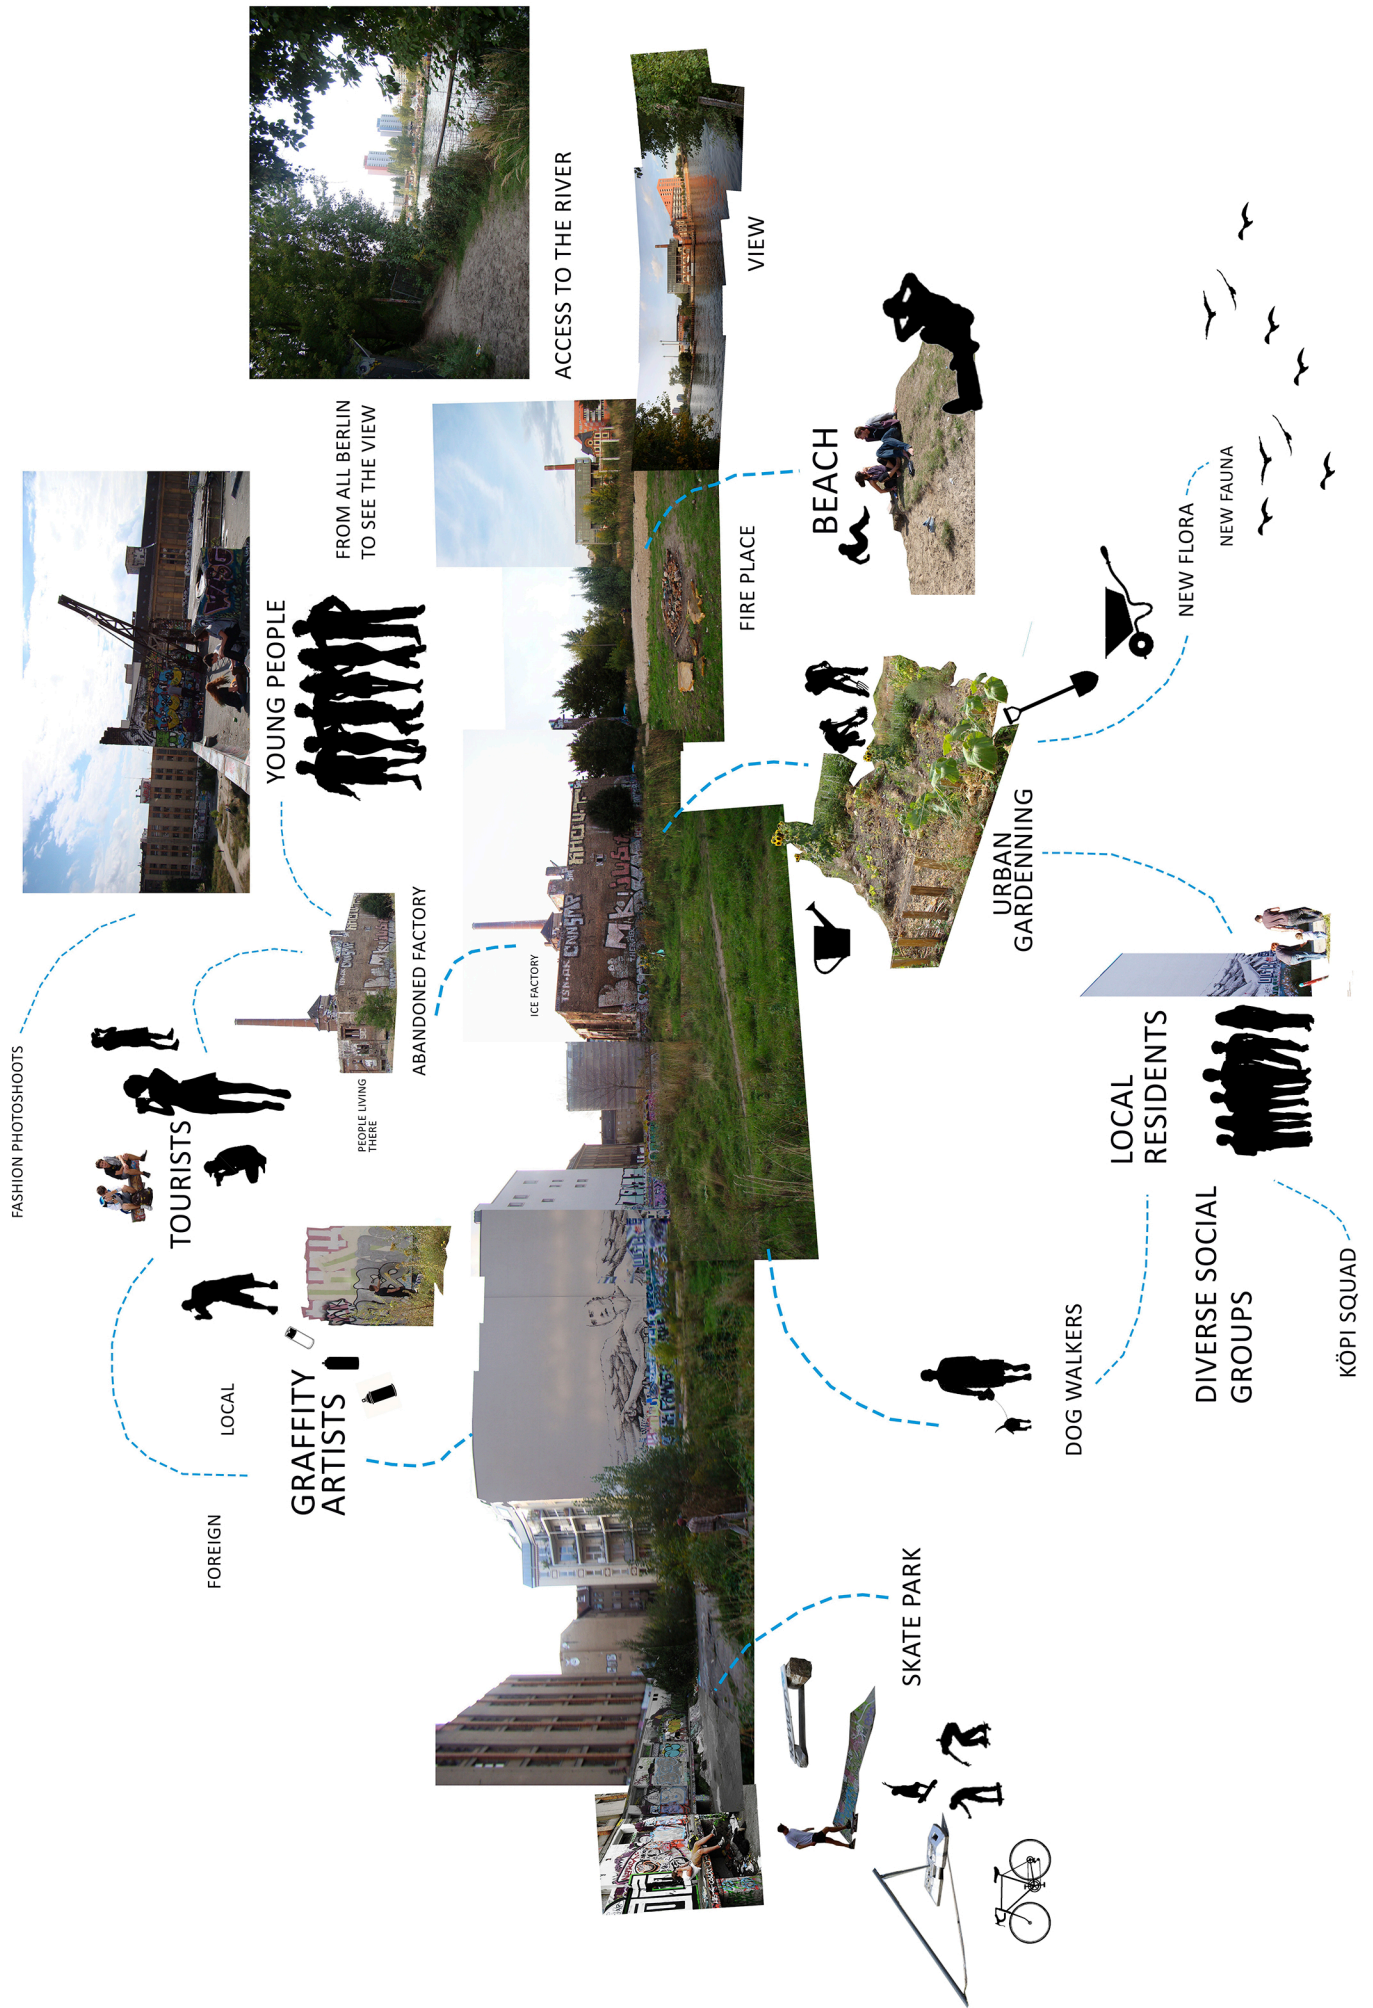 FASHION PHOTOSHOOTS
TOURISTS
FOREIGN
LOCAL
YOUNG PEOPLE
GRAFFITY
ARTISTS
FROM ALL BERLIN
TO SEE THE VIEW
PEOPLE LIVING
THERE
ABANDONED FACTORY
ICE FACTORY
ACCESS TO THE RIVER
FIRE PLACE
VIEW
BEACH
SKATE PARK
URBAN
GARDENNING
DOG WALKERS
LOCAL
RESIDENTS
NEW FLORA
DIVERSE SOCIAL
GROUPS
NEW FAUNA
KÖPI SQUAD